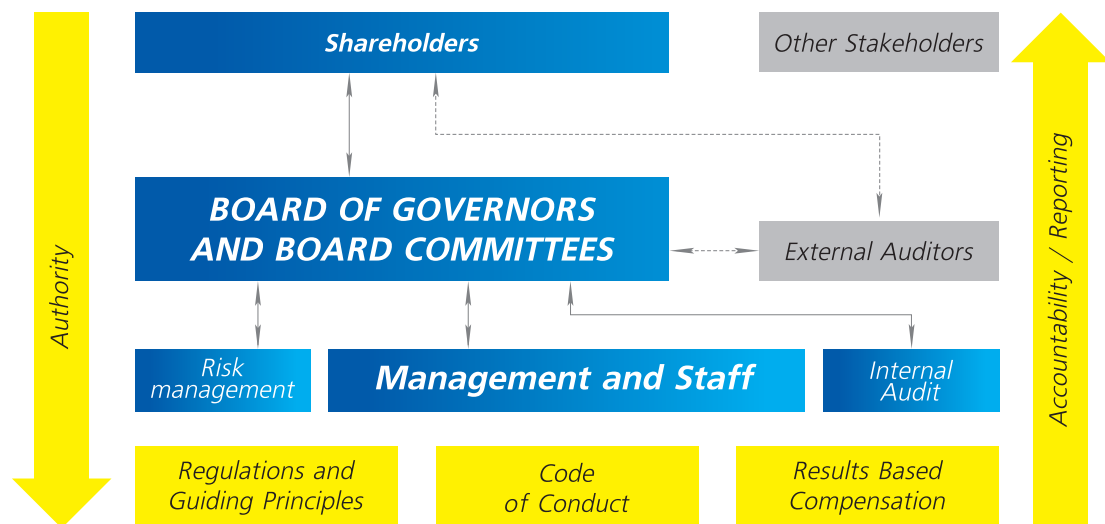 Shareholders
Other Stakeholders
BOARD OF GOVERNORS
AND BOARD COMMITTEES
External Auditors
Authority
Accountability / Reporting
Risk
management
Management and Staff
Internal
Audit
Regulations and
Guiding Principles
Code
of Conduct
Results Based
Compensation